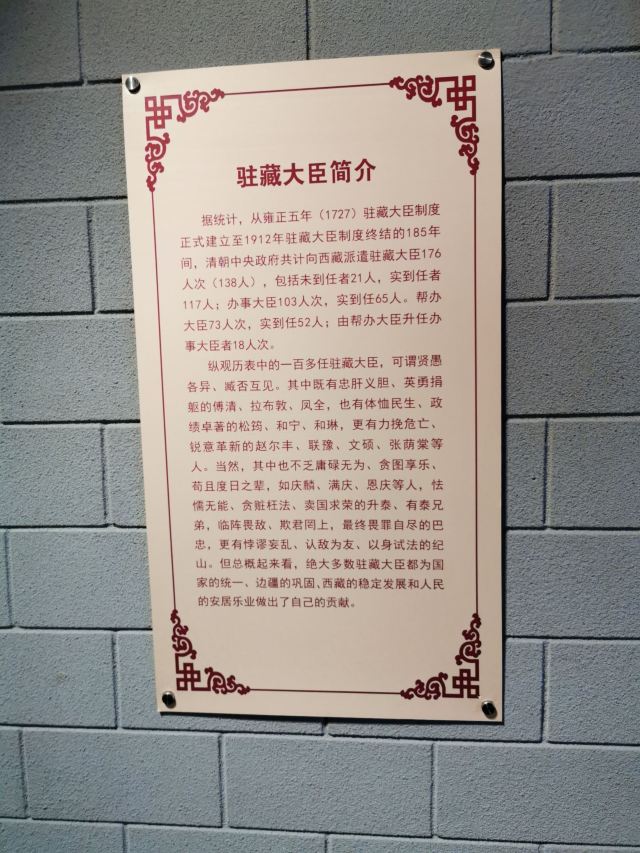 驻藏大臣简介
据统计，从雍正五年（1727）驻藏大臣制度
正式建立至1912年驻藏大臣制度终结的185年
间，清朝中央政府共计向西藏派遣驻藏大臣176
人次（138人），包括未到任者21人，实到任者
117人；办事大臣103人次，实到任65人。帮办
大臣73人次，实到任52人；由帮办大臣升任办
事大臣者18人次。
纵观历表中的一百多任驻藏大臣，可谓贤愚
各异、臧否互见。其中既有忠肝义胆、英勇捐
躯的傅清、拉布敦、凤全，也有体恤民生、政
绩卓著的松筠、和宁、和琳，更有力挽危亡、
锐意革新的赵尔丰、联豫、文硕、张荫棠等
人。当然，其中也不乏庸碌无为、贪图享乐、
苟且度日之辈，如庆麟、满庆、恩庆等人，怯
懦无能、贪赃枉法、卖国求荣的升泰、有泰兄
弟，临阵畏敌、欺君罔上，最终畏罪自尽的巴
忠，更有悖谬妄乱、认敌为友、以身试法的纪
山。但总概起来看，绝大多数驻藏大臣都为国
家的统一、边疆的巩固、西藏的稳定发展和人民
的安居乐业做出了自己的贡献。